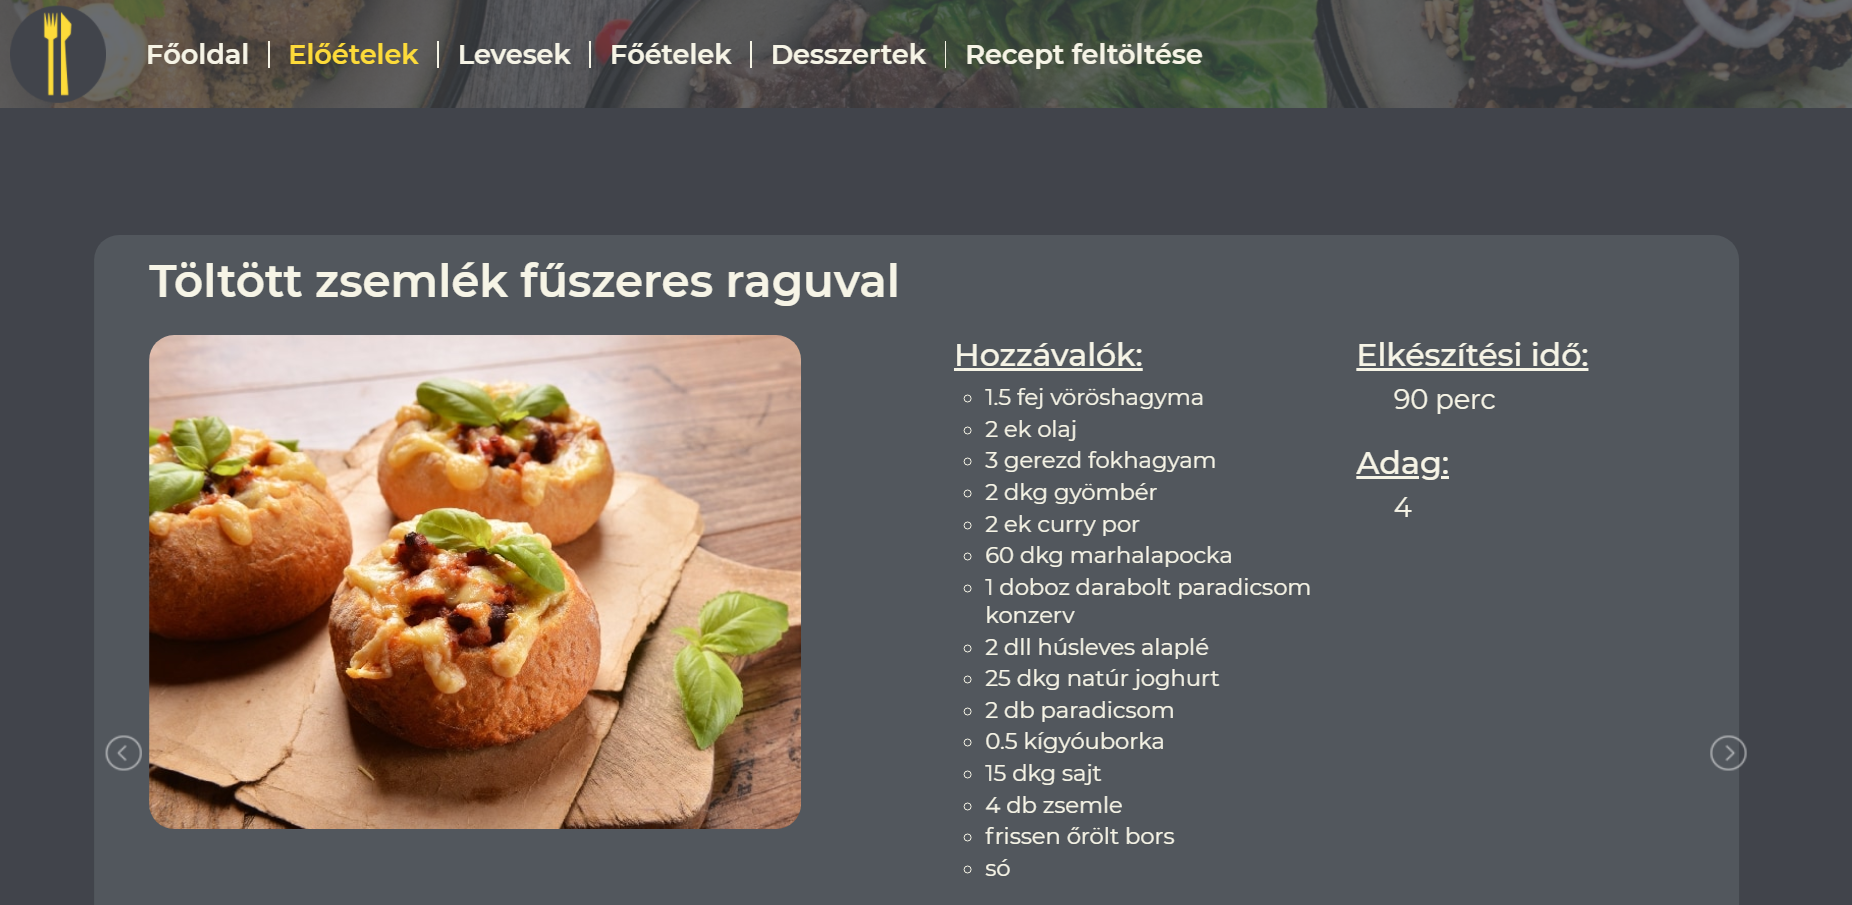 Főoldal
Előételek
Levesek
Főételek
Desszertek
Recept feltöltése
Töltött zsemlék fűszeres raguval
Hozzávalók:
1.5 fej vöröshagyma
2 ek olaj
3 gerezd fokhagyam
2 dkg gyömbér
2 ek curry por
60 dkg marhalapocka
1 doboz darabolt paradicsom
konzerv
2 dll húsleves alaplé
25 dkg natúr joghurt
2 db paradicsom
0.5 kígyóuborka
15 dkg sajt
4 db zsemle
frissen őrölt bors
só
Elkészítési idő:
90 perc
Adag:
4